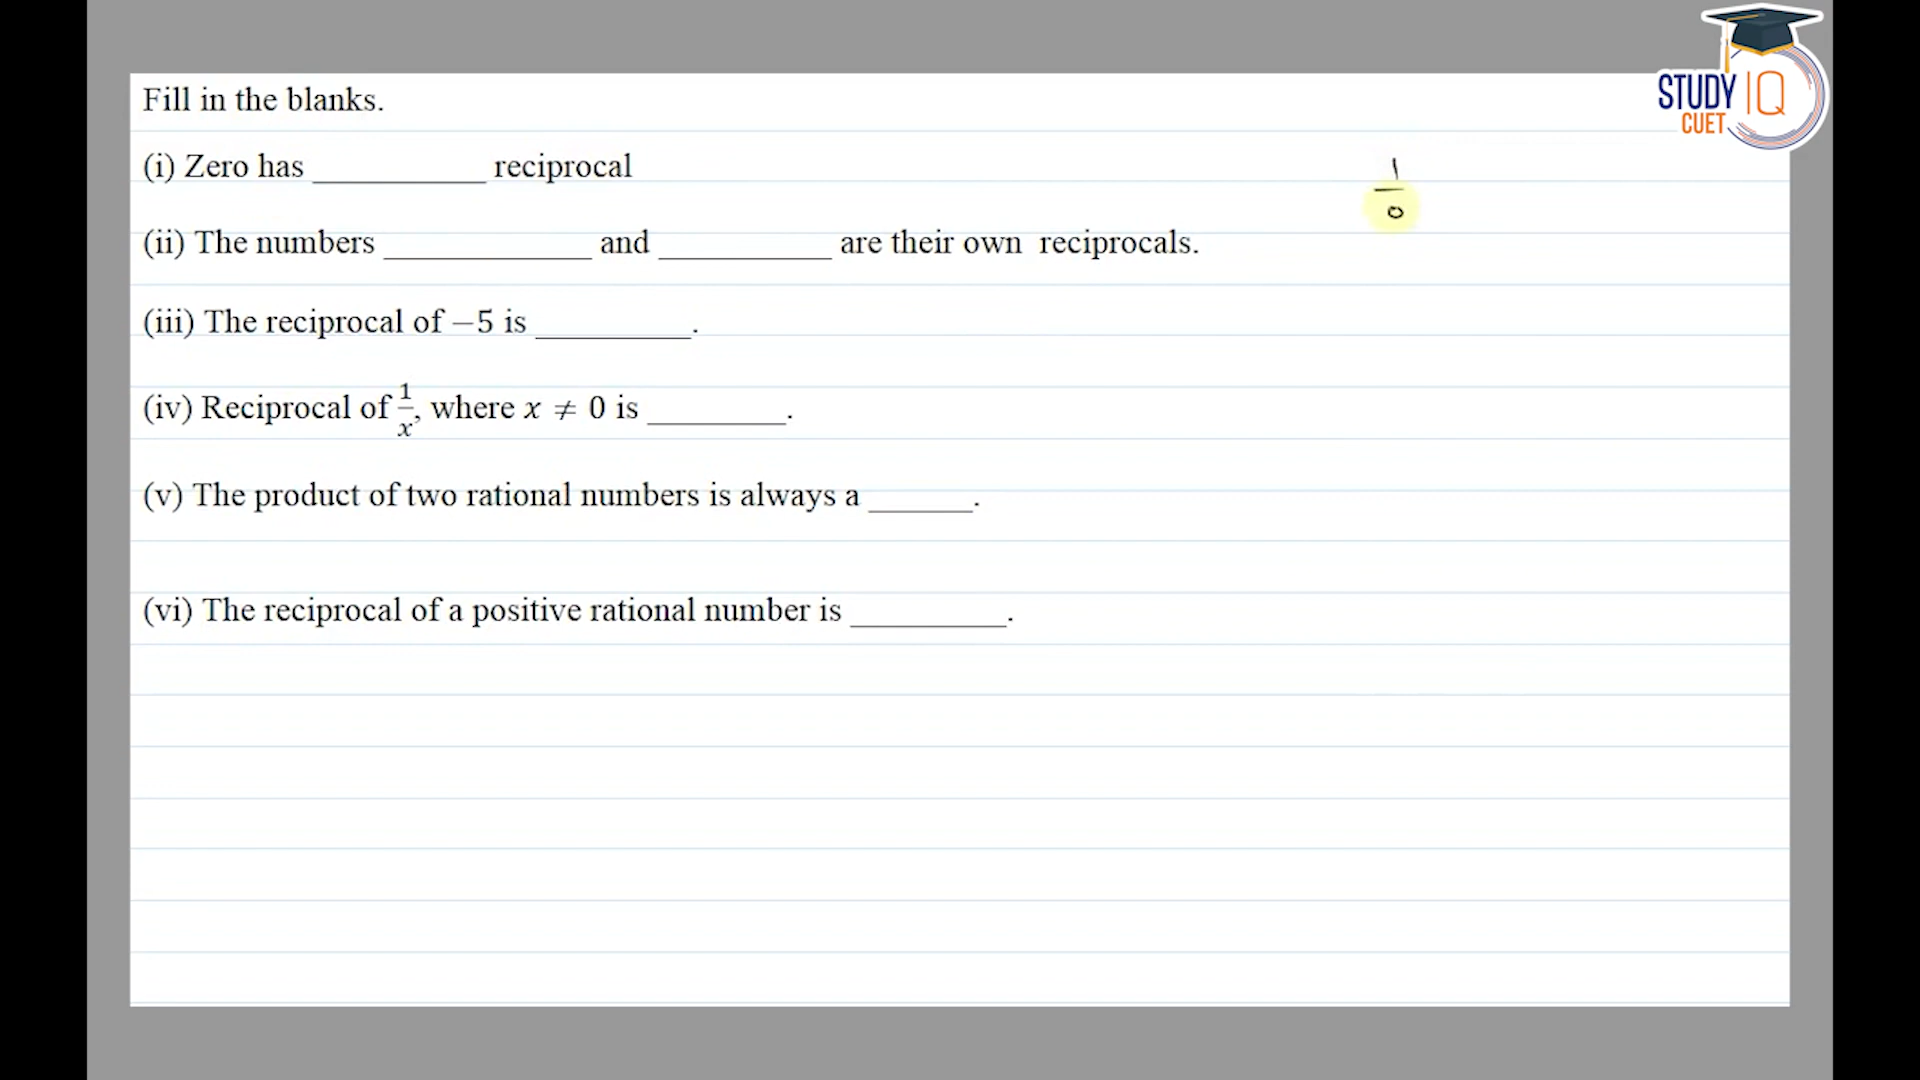 STUDY IQ
CUET
Fill in the blanks.
(i) Zero has __________ reciprocal
1/0
(ii) The numbers ____________ and __________ are their own reciprocals.
(iii) The reciprocal of −5 is _________.
(iv) Reciprocal of 1/x, where x ≠ 0 is ________.
(v) The product of two rational numbers is always a ______.
(vi) The reciprocal of a positive rational number is _________.